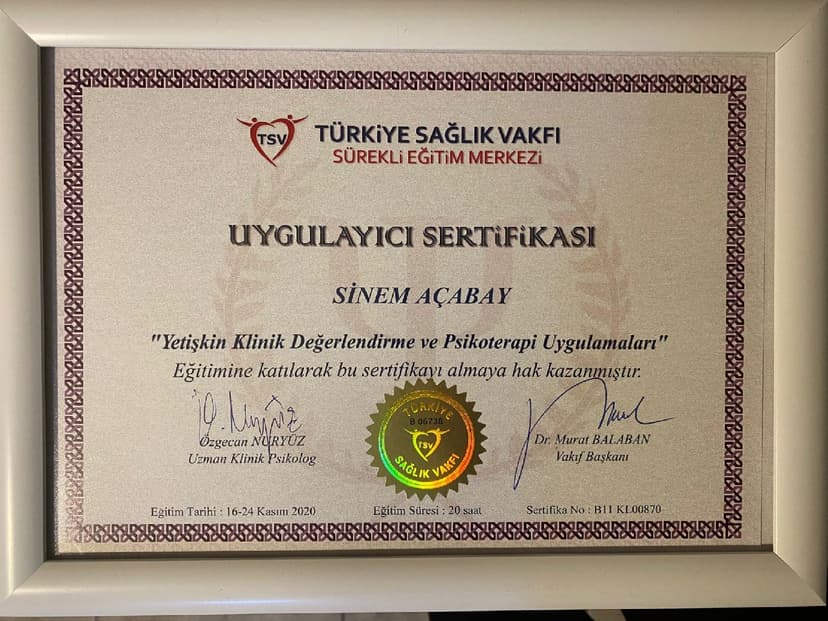 TSV
TÜRKİYE SAĞLIK VAKFI
SÜREKLİ EĞİTİM MERKEZİ
UYGULAYICI SERTİFİKASI
SİNEM AÇABAY
"Yetişkin Klinik Değerlendirme ve Psikoterapi Uygulamaları"
Eğitimine katılarak bu sertifikayı almaya hak kazanmıştır.
Özgecan NURYÜZ
Uzman Klinik Psikolog
TÜRKİYE
B 06738
TSV
SAĞLIK VAKFI
Dr. Murat BALABAN
Vakıf Başkanı
Eğitim Tarihi : 16-24 Kasım 2020
Eğitim Süresi : 20 saat
Sertifika No : B11 KL00870